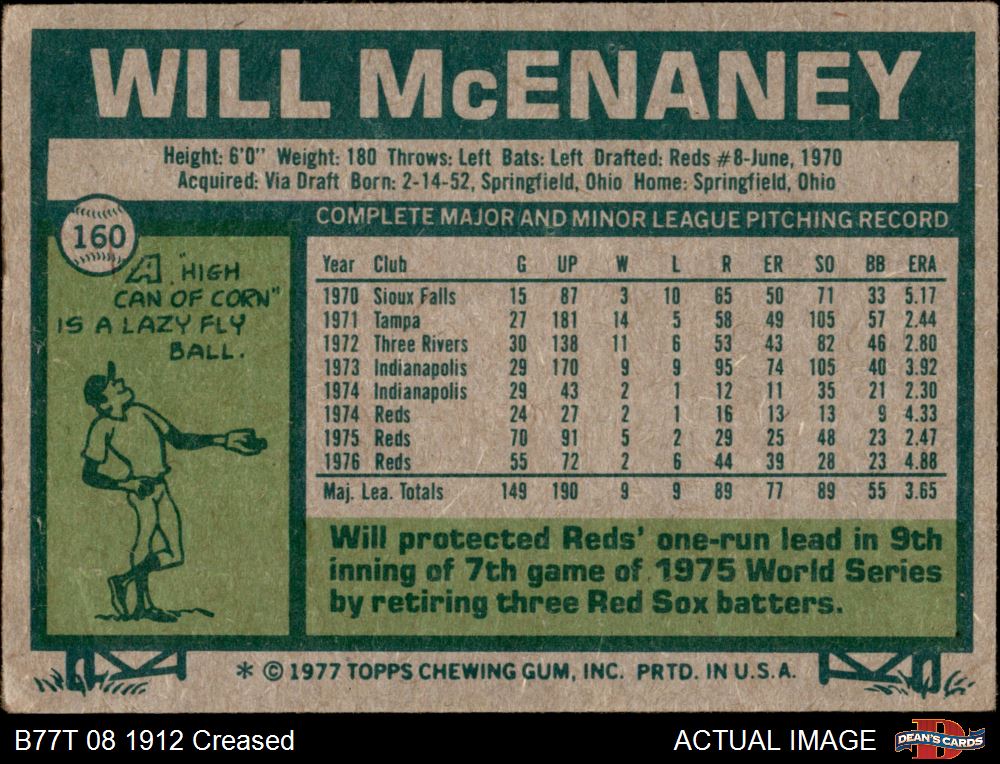 WILL McENANEY
Height: 6'0" Weight: 180 Throws: Left Bats: Left Drafted: Reds #8-June, 1970
Acquired: Via Draft Born: 2-14-52, Springfield, Ohio Home: Springfield, Ohio
160
A "HIGH
CAN OF CORN"
IS A LAZY FLY
BALL.
COMPLETE MAJOR AND MINOR LEAGUE PITCHING RECORD
Year Club G UP W L R ER SO BB ERA
1970 Sioux Falls 15 87 3 10 65 50 71 33 5.17
1971 Tampa 27 181 14 5 58 49 105 57 2.44
1972 Three Rivers 30 138 11 6 53 43 82 46 2.80
1973 Indianapolis 29 170 9 9 95 74 105 40 3.92
1974 Indianapolis 29 43 2 1 12 11 35 21 2.30
1974 Reds 24 27 2 1 16 13 13 9 4.33
1975 Reds 70 91 5 2 29 25 48 23 2.47
1976 Reds 55 72 2 6 44 39 28 23 4.88
Maj. Lea. Totals 149 190 9 9 89 77 89 55 3.65
Will protected Reds' one-run lead in 9th
inning of 7th game of 1975 World Series
by retiring three Red Sox batters.
* © 1977 TOPPS CHEWING GUM, INC. PRTD. IN U.S.A.
B77T 08 1912 Creased
ACTUAL IMAGE
D
DEAN'S CARDS